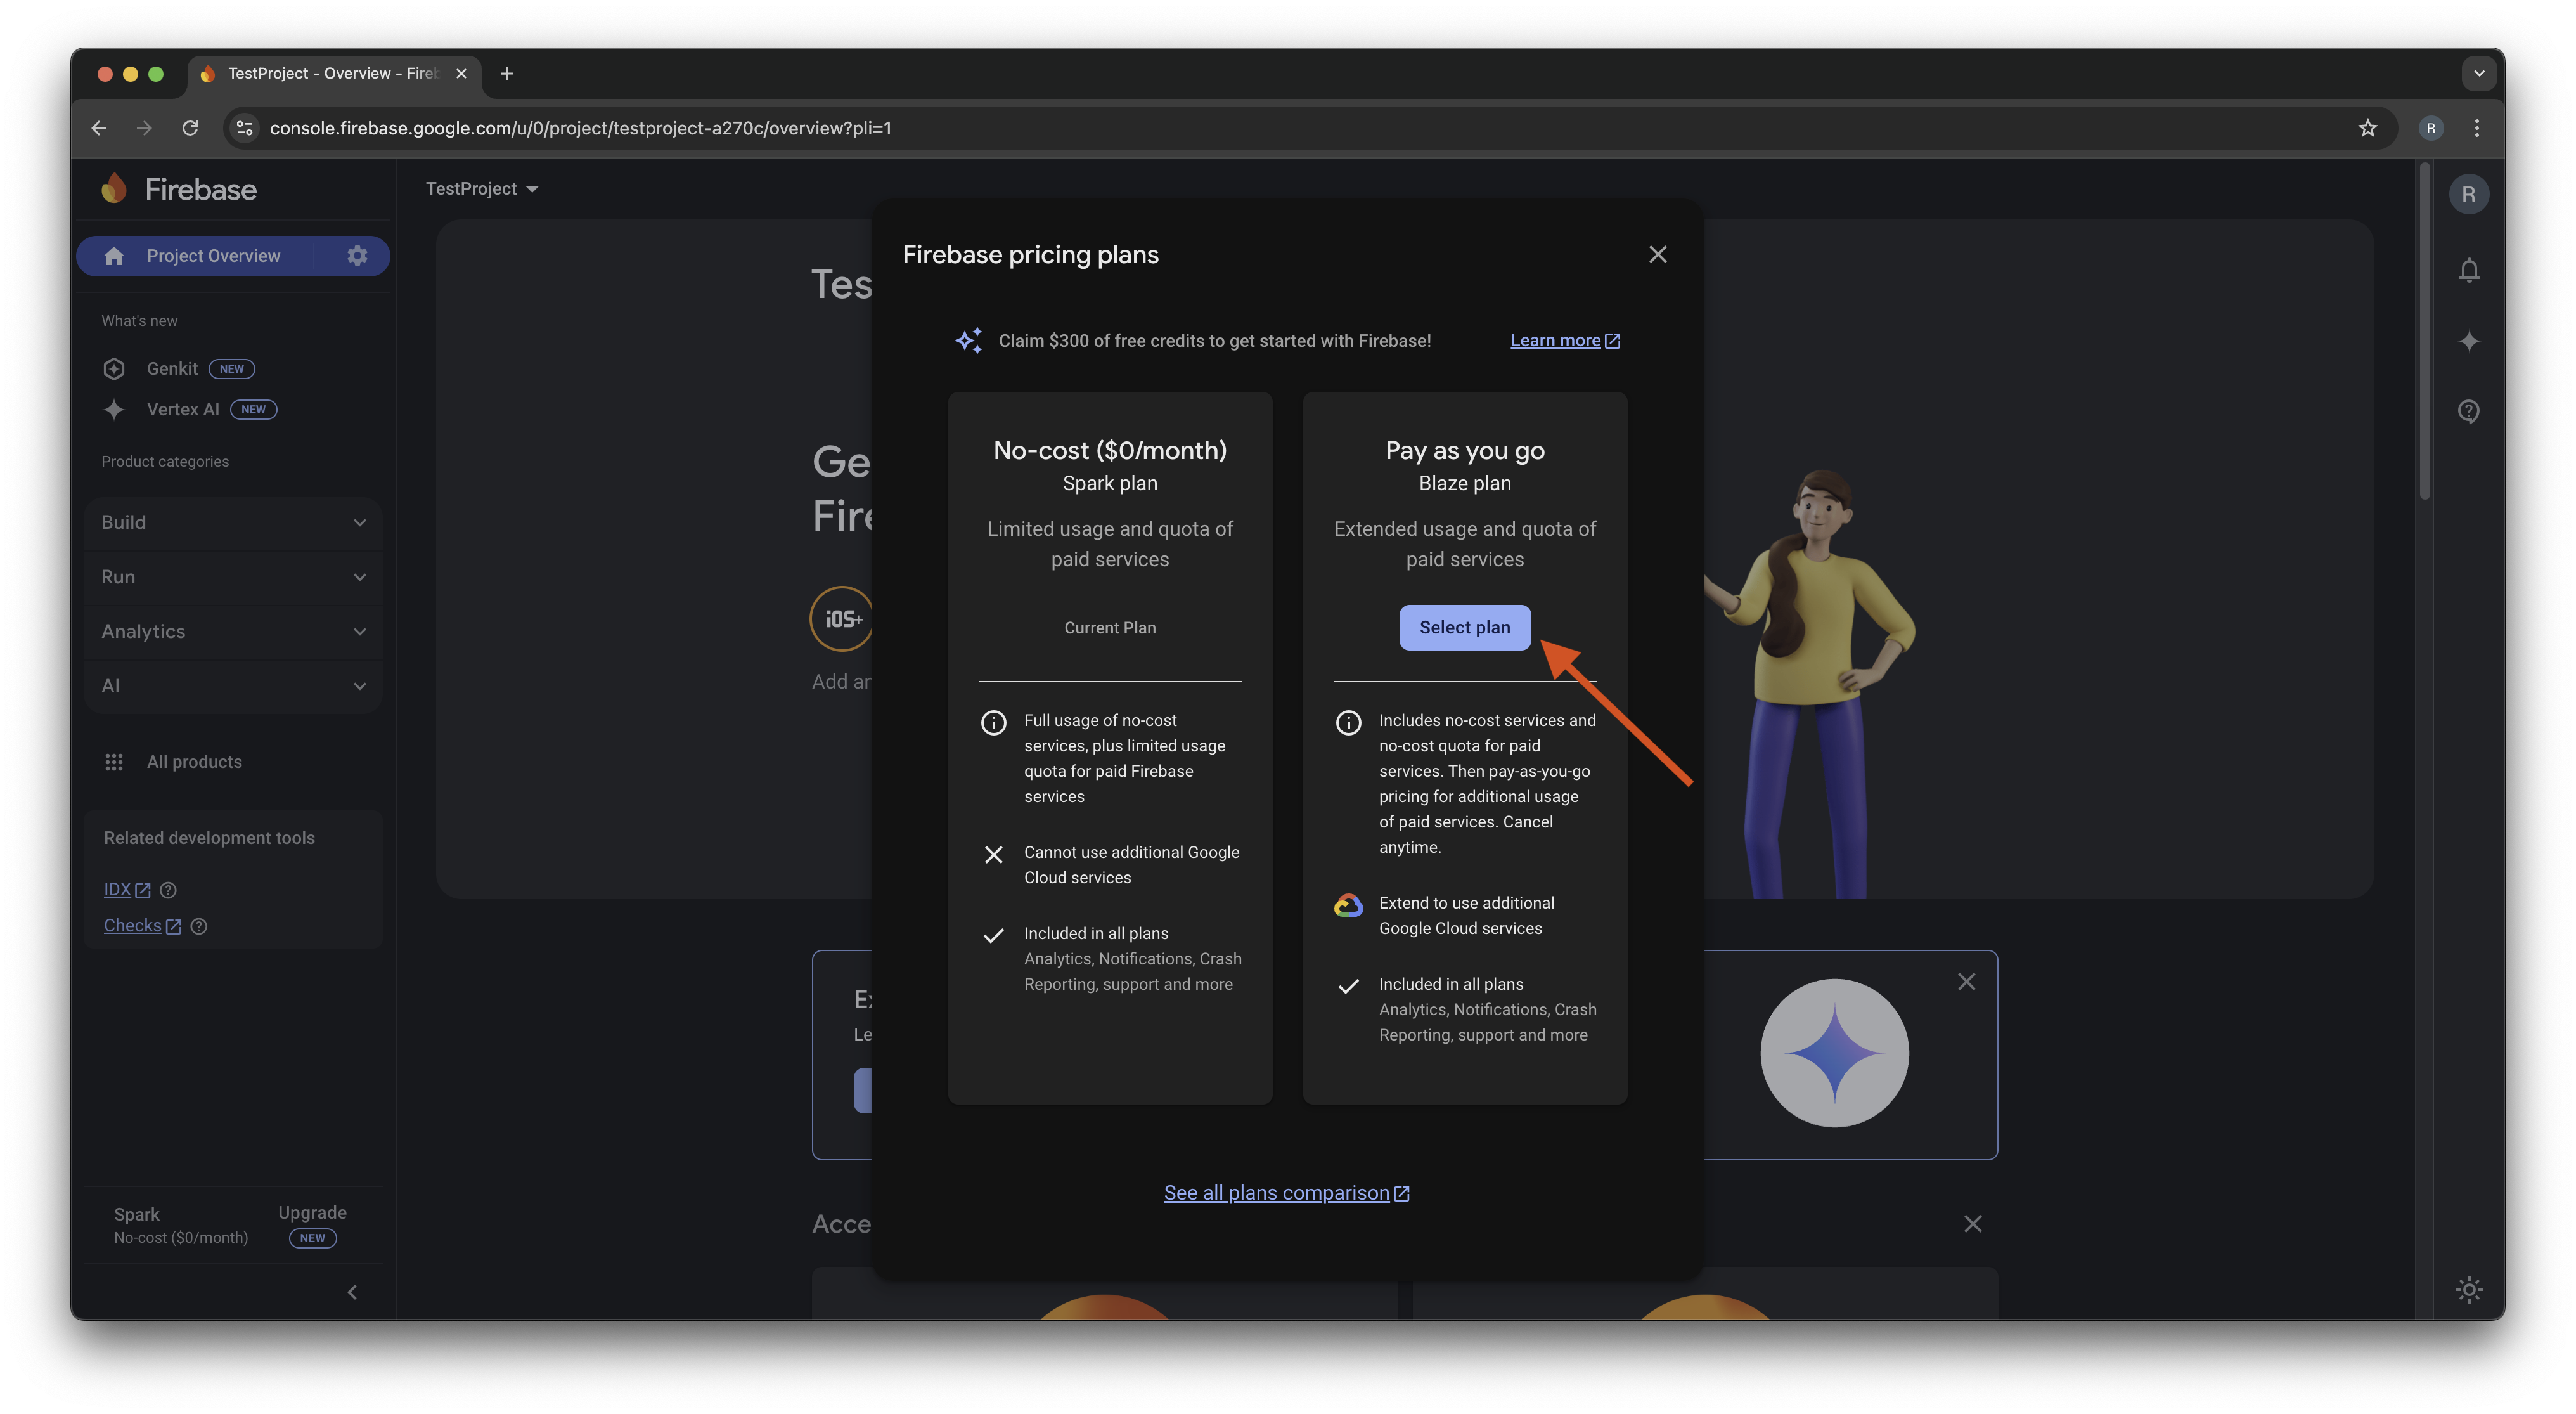 TestProject - Overview - Fireb
console.firebase.google.com/u/0/project/testproject-a270c/overview?pli=1
R
Firebase
TestProject
R
Project Overview
What's new
Genkit NEW
Vertex AI NEW
Product categories
Build
Run
Analytics
AI
All products
Related development tools
IDX
Checks
Spark
No-cost ($0/month)
Upgrade
NEW
Tes
Ge
Fire
iOS+
Add an
Le
Acce
Firebase pricing plans
Claim $300 of free credits to get started with Firebase!
Learn more
No-cost ($0/month)
Spark plan
Limited usage and quota of
paid services
Current Plan
Full usage of no-cost
services, plus limited usage
quota for paid Firebase
services
Cannot use additional Google
Cloud services
Included in all plans
Analytics, Notifications, Crash
Reporting, support and more
Pay as you go
Blaze plan
Extended usage and quota of
paid services
Select plan
Includes no-cost services and
no-cost quota for paid
services. Then pay-as-you-go
pricing for additional usage
of paid services. Cancel
anytime.
Extend to use additional
Google Cloud services
Included in all plans
Analytics, Notifications, Crash
Reporting, support and more
See all plans comparison